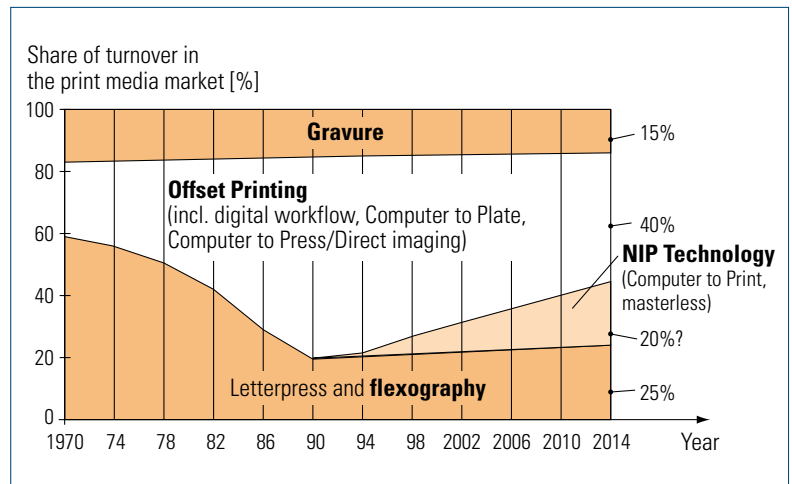 Share of turnover in
the print media market [%]
100
80
60
40
20
0
Gravure
Offset Printing
(incl. digital workflow, Computer to Plate,
Computer to Press/Direct imaging)
Letterpress and flexography
15%
40%
NIP Technology
(Computer to Print,
masterless)
20%?
25%
1970 74 78 82 86 90 94 98 2002 2006 2010 2014 Year